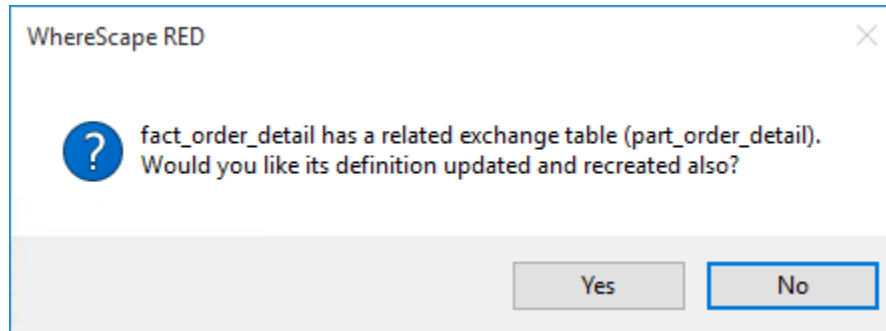 WhereScape RED
fact_order_detail has a related exchange table (part_order_detail).
Would you like its definition updated and recreated also?
Yes
No